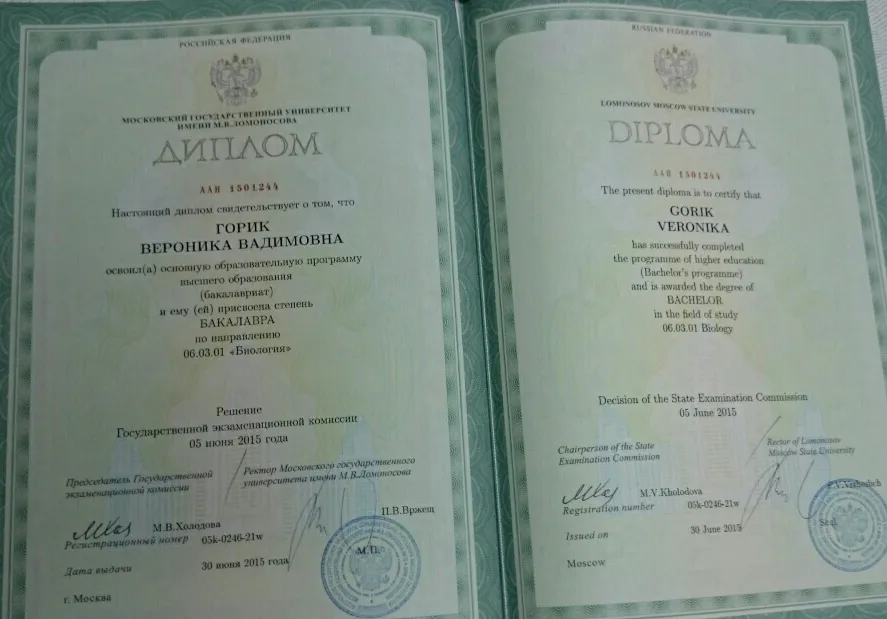 РОССИЙСКАЯ ФЕДЕРАЦИЯ
МОСКОВСКИЙ ГОСУДАРСТВЕННЫЙ УНИВЕРСИТЕТ
ИМЕНИ М.В.ЛОМОНОСОВА
ДИПЛОМ
ААН 1501244
Настоящий диплом свидетельствует о том, что
ГОРИК
ВЕРОНИКА ВАДИМОВНА
освоил(а) основную образовательную программу
высшего образования
(бакалавриат)
и ему (ей) присвоена степень
БАКАЛАВРА
по направлению
06.03.01 «Биология»
Решение
Государственной экзаменационной комиссии
05 июня 2015 года
Председатель Государственной
экзаменационной комиссии
Ректор Московского государственного
университета имени М.В.Ломоносова
М.В.Холодова
П.В.Вржещ
Регистрационный номер 05k-0246-21w
М.П.
Дата выдачи 30 июня 2015 года
г. Москва
RUSSIAN FEDERATION
LOMONOSOV MOSCOW STATE UNIVERSITY
DIPLOMA
ААН 1501244
The present diploma is to certify that
GORIK
VERONIKA
has successfully completed
the programme of higher education
(Bachelor's programme)
and is awarded the degree of
BACHELOR
in the field of study
06.03.01 Biology
Decision of the State Examination Commission
05 June 2015
Chairperson of the State
Examination Commission
Rector of Lomonosov
Moscow State University
M.V.Kholodova
Registration number 05k-0246-21w
Seal
Issued on 30 June 2015
Moscow